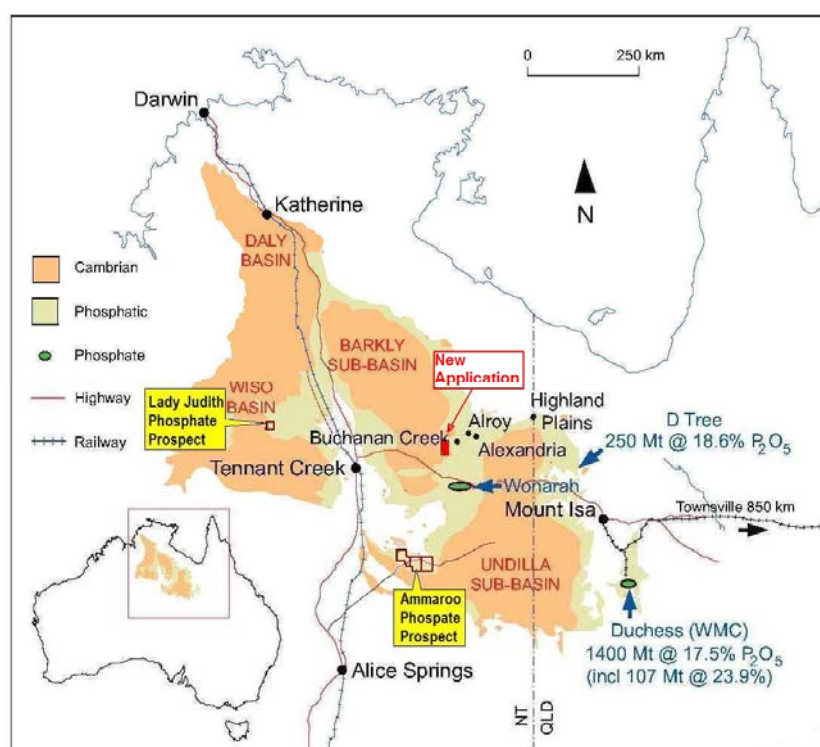 0
250 km
Darwin
N
Katherine
DALY
BASIN
Cambrian
Phosphatic
Phosphate
Highway
Railway
BARKLY
SUB-BASIN
New
Application
WISO
BASIN
Lady Judith
Phosphate
Prospect
Highland
Plains
Alroy
Buchanan Creek
Alexandria
D Tree
250 Mt @ 18.6% P2O5
Tennant Creek
Wonarah
Mount Isa
Townsville 850 km
UNDILLA
SUB-BASIN
Ammaroo
Phospate
Prospect
Duchess (WMC)
1400 Mt @ 17.5% P2O5
(incl 107 Mt @ 23.9%)
Alice Springs
NT
QLD